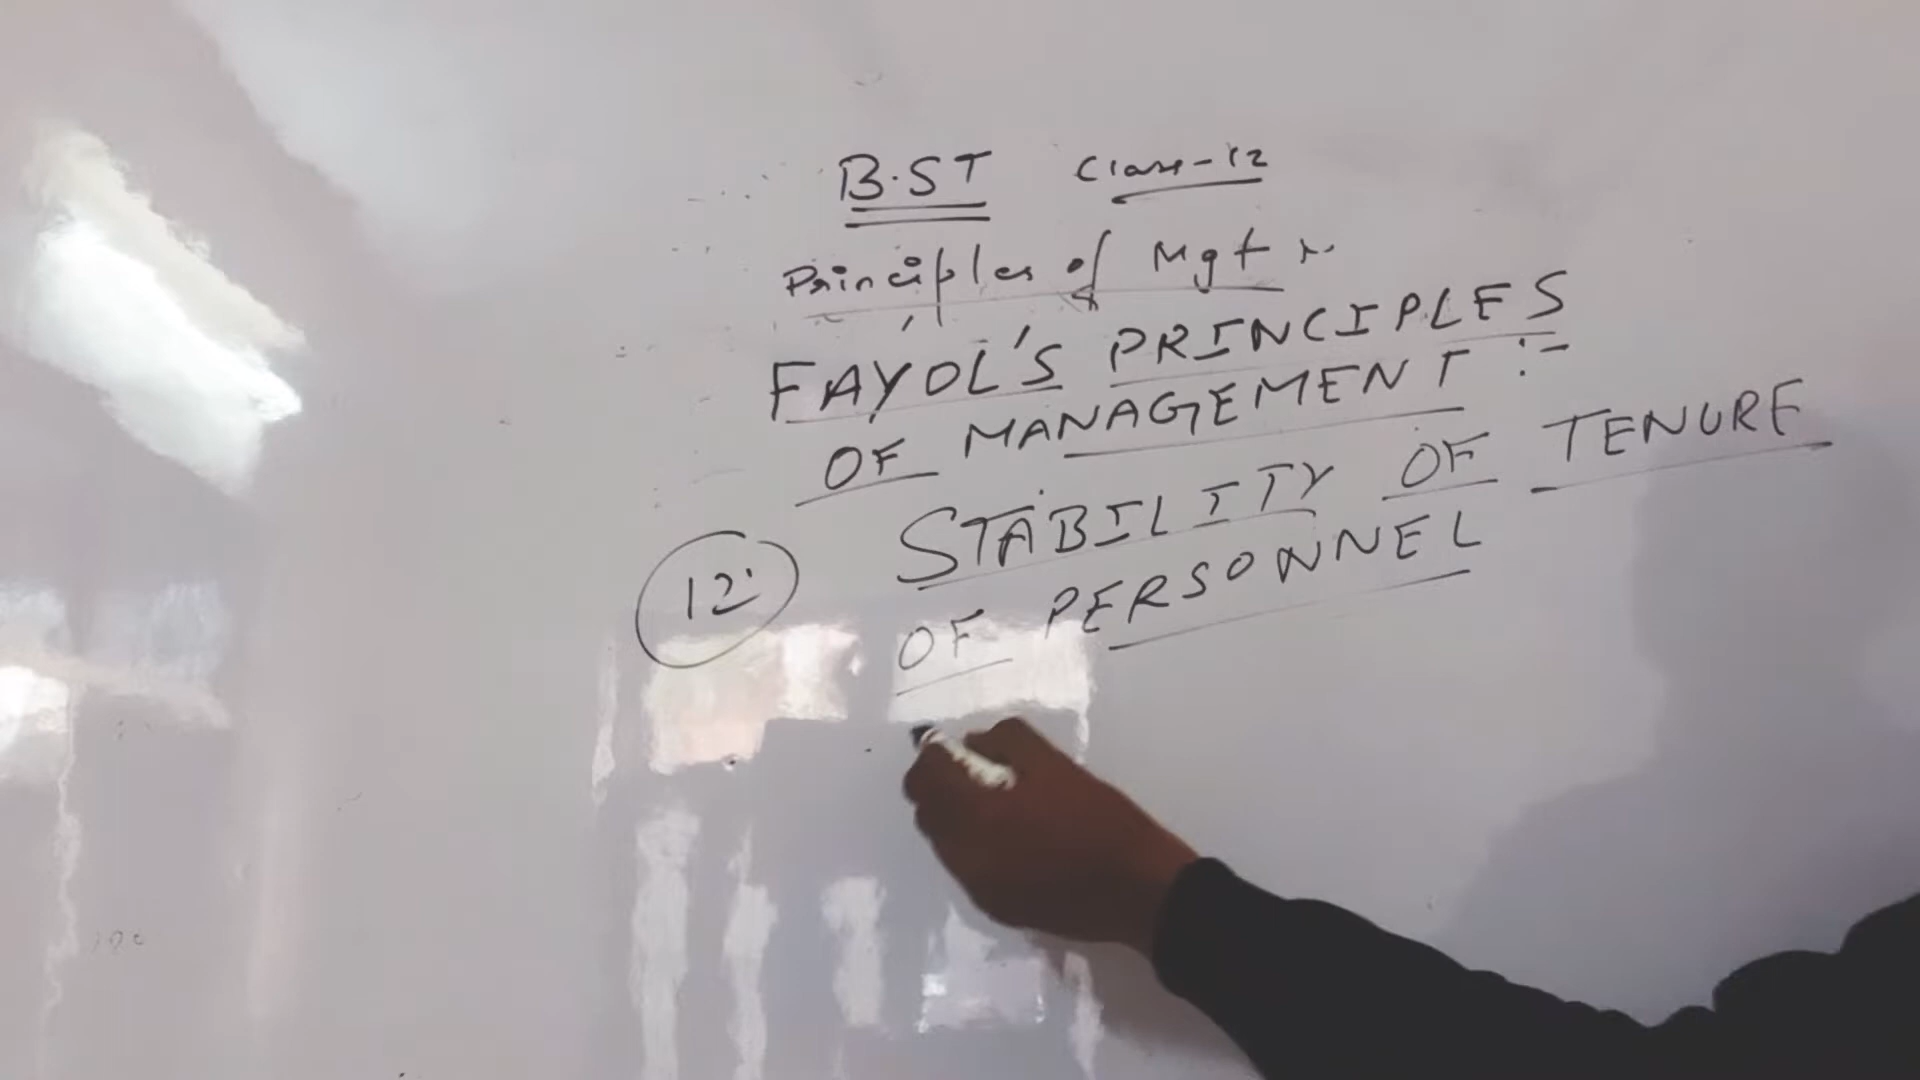 B.ST Class-12
Principles of Mgt
FAYOL'S PRINCIPLES
OF MANAGEMENT :-
12. STABILITY OF TENURE
OF PERSONNEL